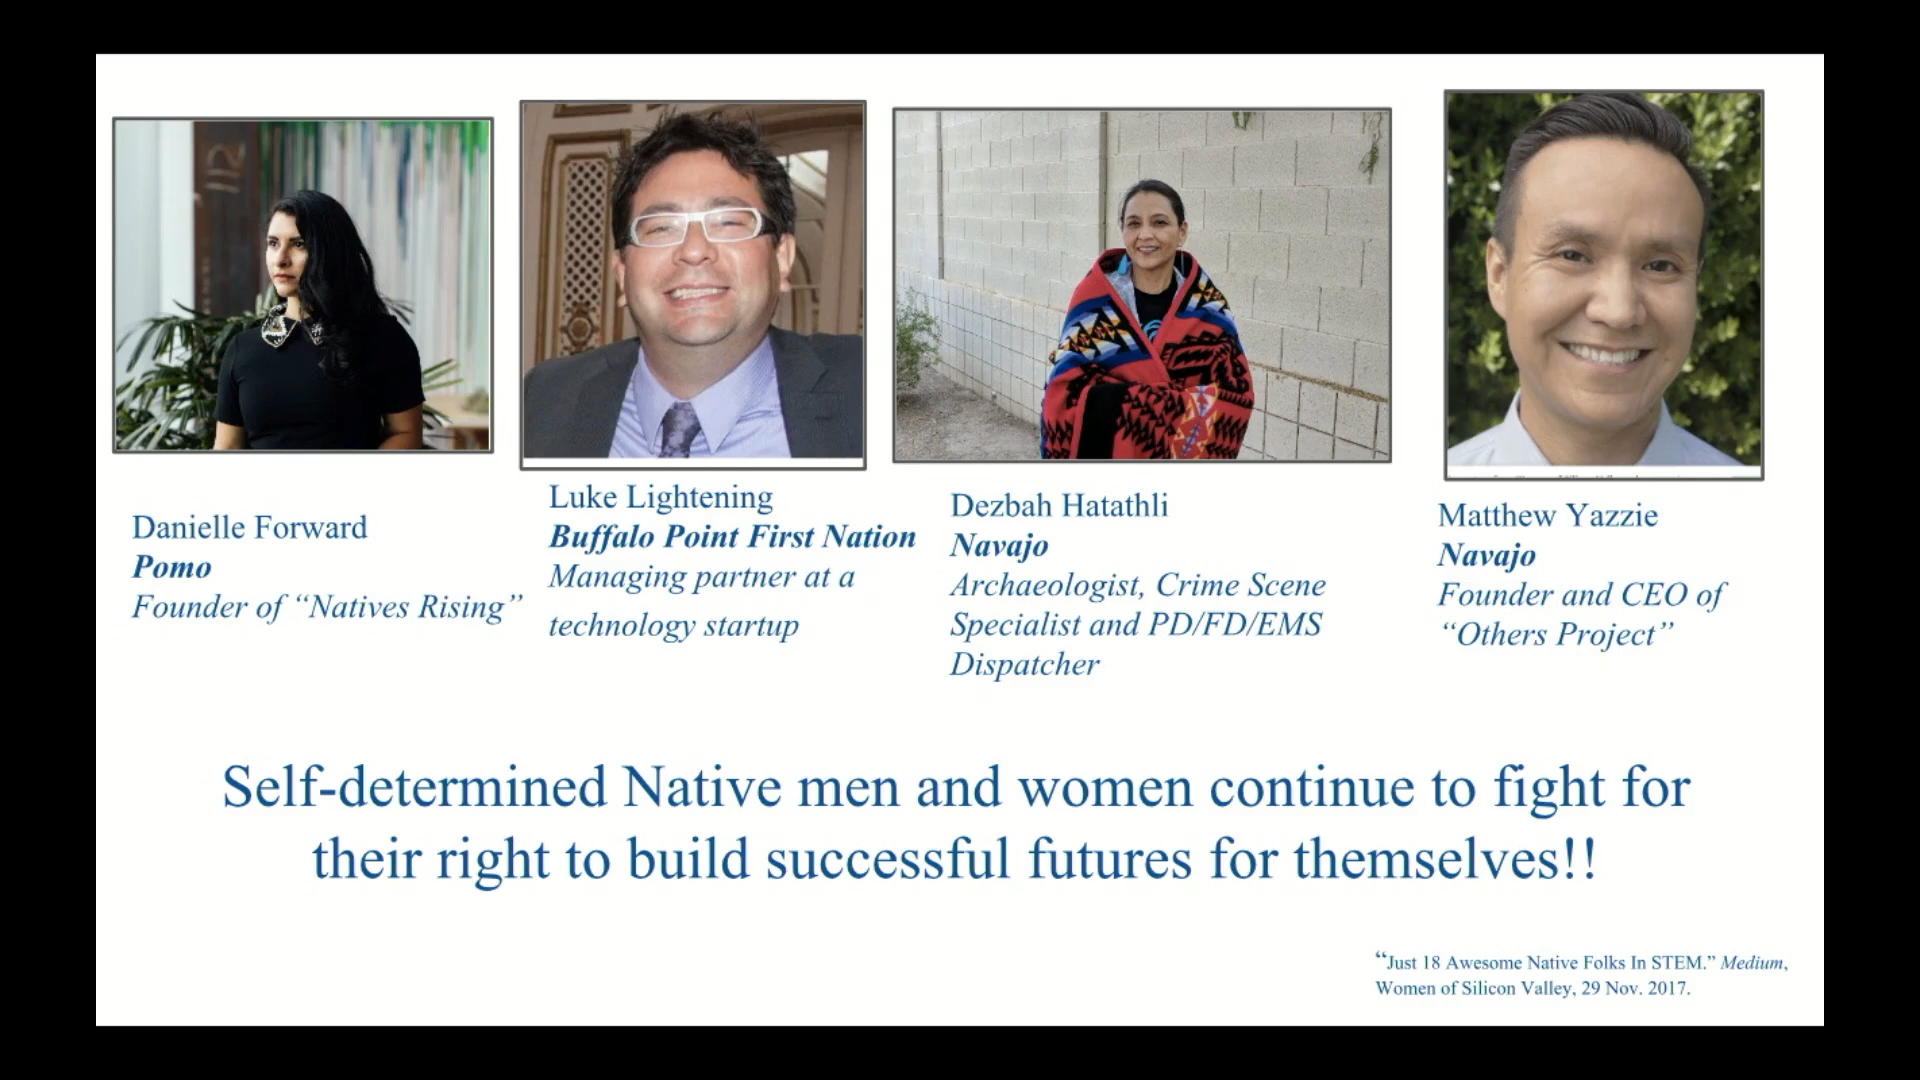 Danielle Forward
Pomo
Founder of “Natives Rising”
Luke Lightening
Buffalo Point First Nation
Managing partner at a
technology startup
Dezbah Hatathli
Navajo
Archaeologist, Crime Scene
Specialist and PD/FD/EMS
Dispatcher
Matthew Yazzie
Navajo
Founder and CEO of
“Others Project”
Self-determined Native men and women continue to fight for
their right to build successful futures for themselves!!
“Just 18 Awesome Native Folks In STEM.” Medium,
Women of Silicon Valley, 29 Nov. 2017.